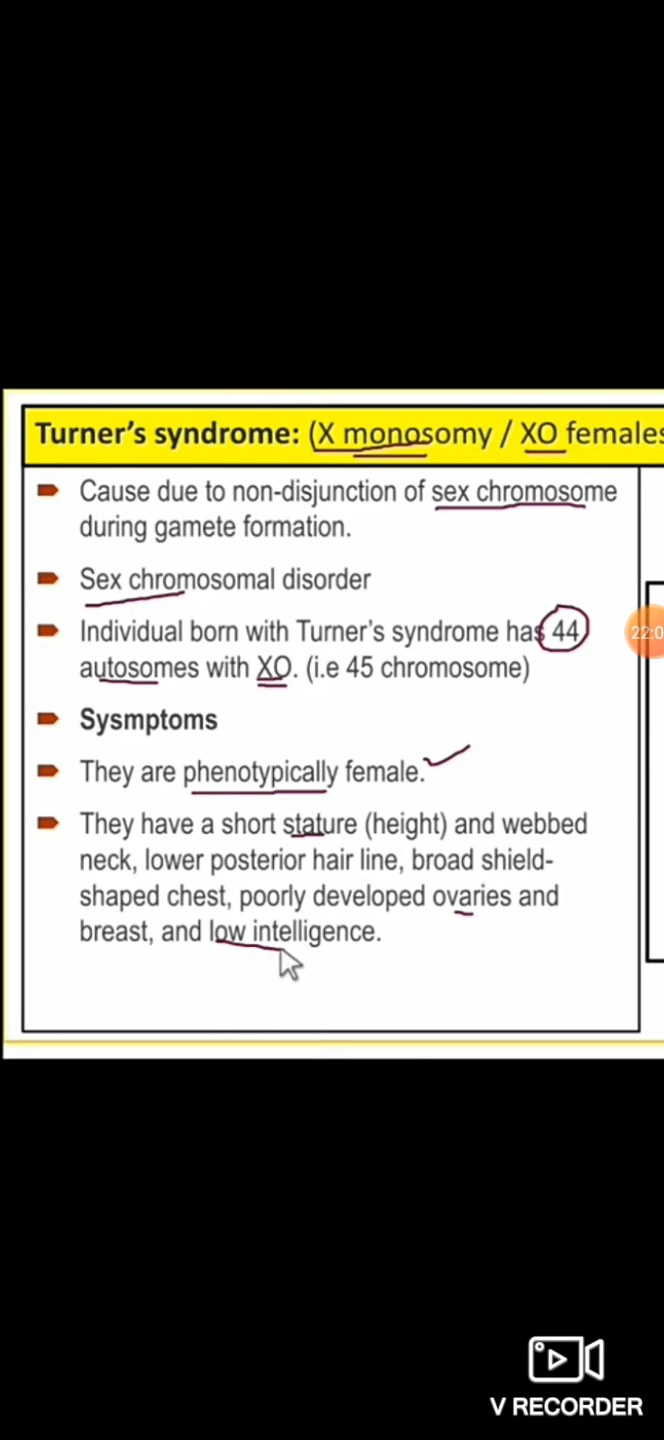 Turner's syndrome: (X monosomy / XO females
Cause due to non-disjunction of sex chromosome
during gamete formation.
Sex chromosomal disorder
Individual born with Turner's syndrome has 44
autosomes with XO. (i.e 45 chromosome)
22:0
Sysmptoms
They are phenotypically female.
They have a short stature (height) and webbed
neck, lower posterior hair line, broad shield-
shaped chest, poorly developed ovaries and
breast, and low intelligence.
V RECORDER